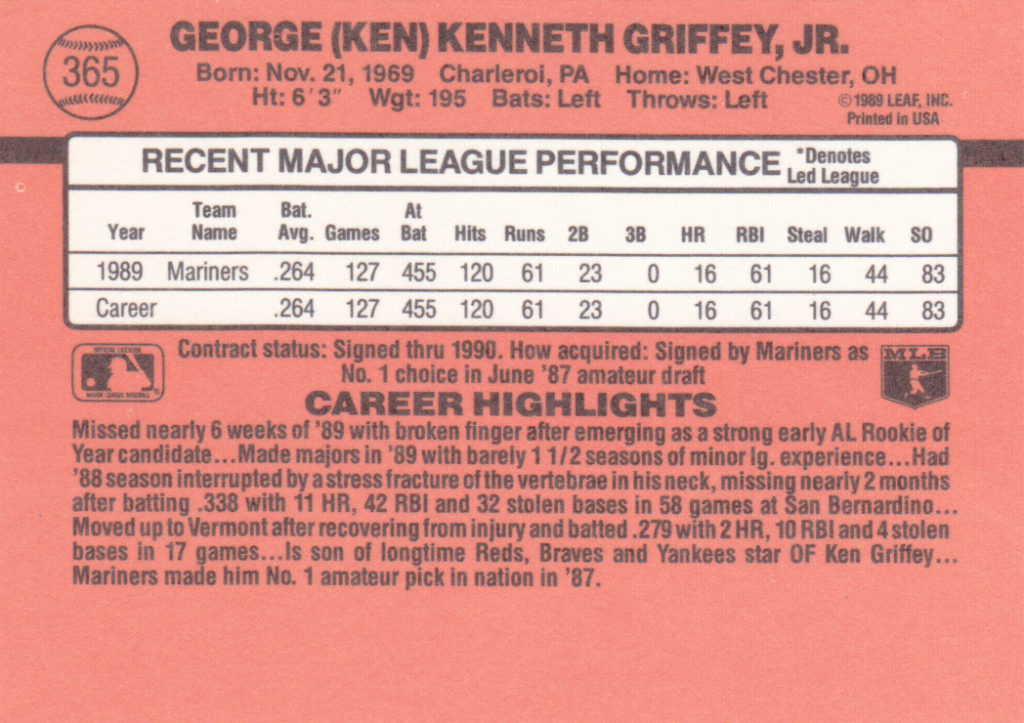 365
GEORGE (KEN) KENNETH GRIFFEY, JR.
Born: Nov. 21, 1969 Charleroi, PA Home: West Chester, OH
Ht: 6'3" Wgt: 195 Bats: Left Throws: Left
©1989 LEAF, INC.
Printed in USA
RECENT MAJOR LEAGUE PERFORMANCE *Denotes Led League
Year Team Name Bat. Avg. Games At Bat Hits Runs 2B 3B HR RBI Steal Walk SO
1989 Mariners .264 127 455 120 61 23 0 16 61 16 44 83
Career .264 127 455 120 61 23 0 16 61 16 44 83
OFFICIAL LICENSEE
MAJOR LEAGUE BASEBALL
®
MLB
Contract status: Signed thru 1990. How acquired: Signed by Mariners as
No. 1 choice in June '87 amateur draft
CAREER HIGHLIGHTS
Missed nearly 6 weeks of '89 with broken finger after emerging as a strong early AL Rookie of
Year candidate...Made majors in '89 with barely 1 1/2 seasons of minor lg. experience...Had
'88 season interrupted by a stress fracture of the vertebrae in his neck, missing nearly 2 months
after batting .338 with 11 HR, 42 RBI and 32 stolen bases in 58 games at San Bernardino...
Moved up to Vermont after recovering from injury and batted .279 with 2 HR, 10 RBI and 4 stolen
bases in 17 games...Is son of longtime Reds, Braves and Yankees star OF Ken Griffey...
Mariners made him No. 1 amateur pick in nation in '87.